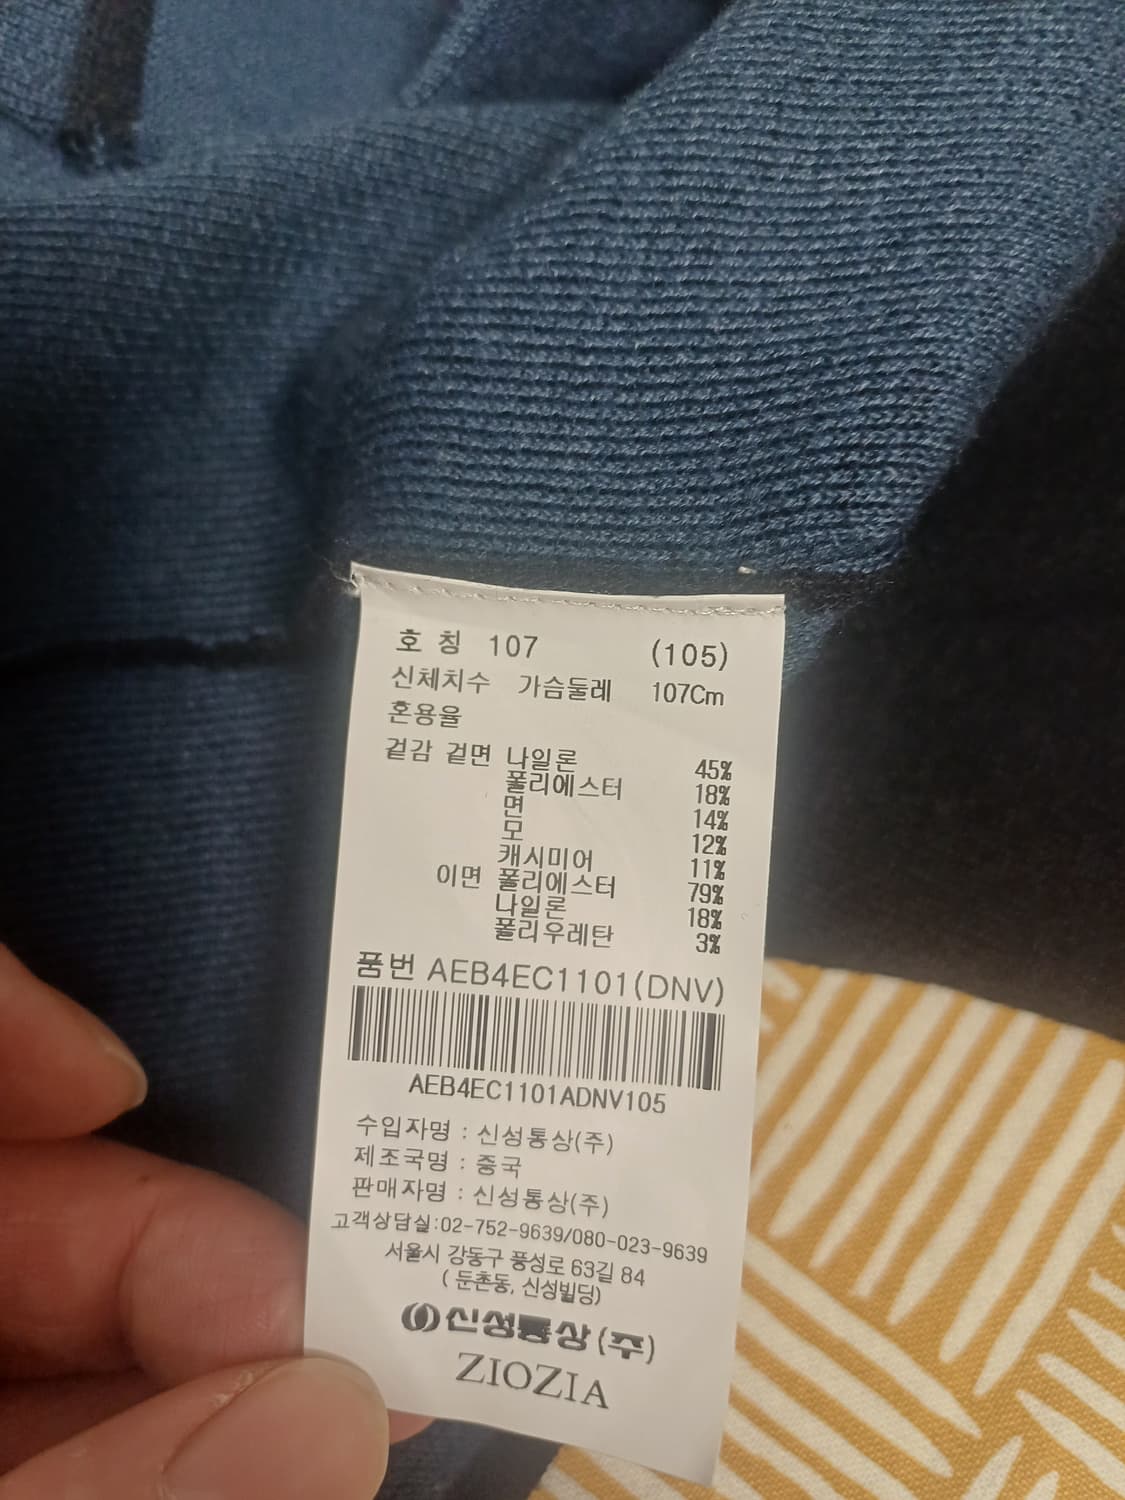 호 칭 107 (105)
신체치수 가슴둘레 107Cm
혼용율
겉감 겉면 나일론 45%
폴리에스터 18%
면 14%
모 12%
캐시미어 11%
이면 폴리에스터 79%
나일론 18%
폴리우레탄 3%
품번 AEB4EC1101(DNV)
AEB4EC1101ADNV105
수입자명 : 신성통상(주)
제조국명 : 중국
판매자명 : 신성통상(주)
고객상담실:02-752-9639/080-023-9639
서울시 강동구 풍성로 63길 84
( 둔촌동, 신성빌딩)
신성통상(주)
ZIOZIA